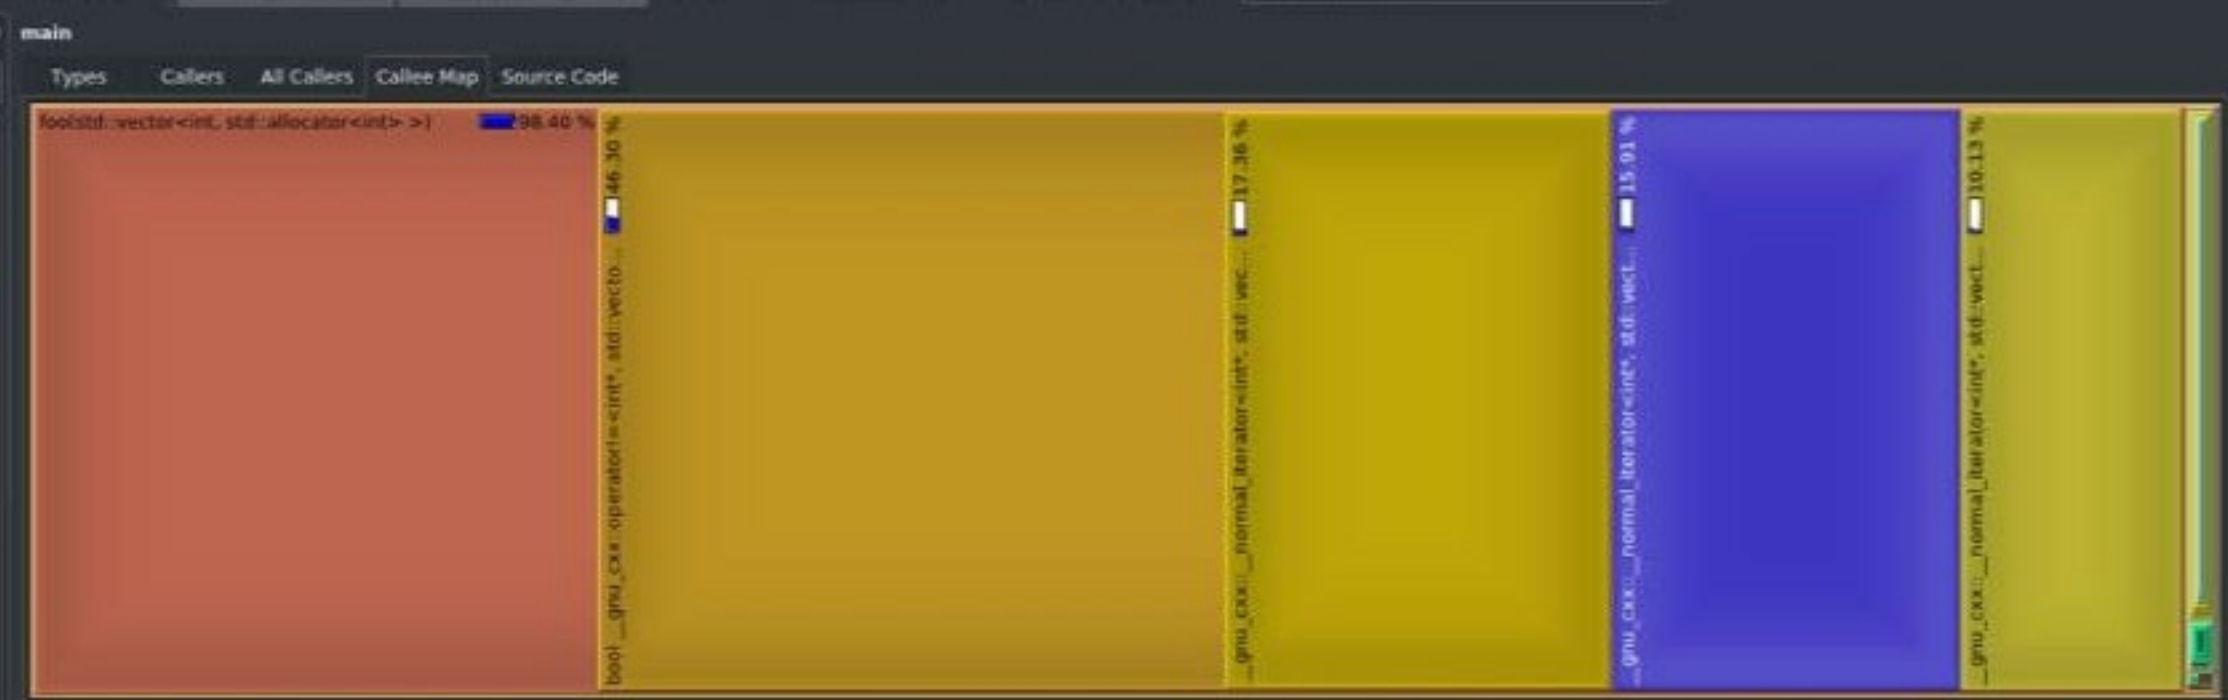 main
Types Callers All Callers Callee Map Source Code
foo(std::vector<int, std::allocator<int> >) 98.40 %
bool __gnu_cxx::operator!=<int*, std::vecto... 46.30 %
__gnu_cxx::__normal_iterator<int*, std::vec... 17.36 %
__gnu_cxx::__normal_iterator<int*, std::vect... 15.91 %
__gnu_cxx::__normal_iterator<int*, std::vect... 10.13 %